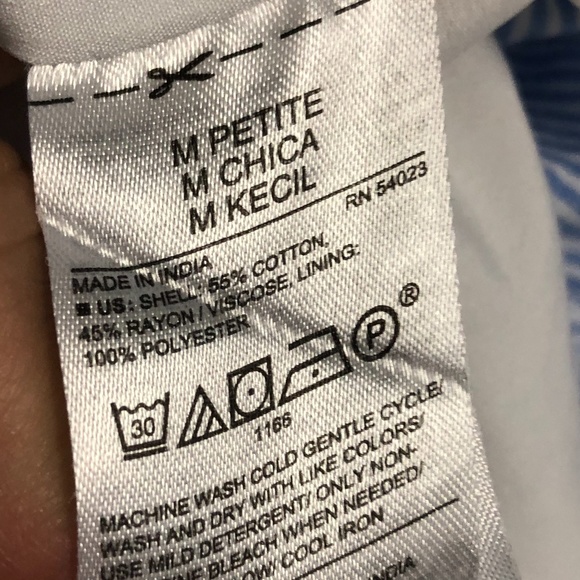 M PETITE
M CHICA
M KECIL
RN 54023
MADE IN INDIA
US: SHELL: 55% COTTON,
45% RAYON / VISCOSE, LINING:
100% POLYESTER
30
P
®
1166
MACHINE WASH COLD GENTLE CYCLE/
WASH AND DRY WITH LIKE COLORS/
USE MILD DETERGENT/ ONLY NON-
BLEACH WHEN NEEDED/
COOL IRON
INDIA